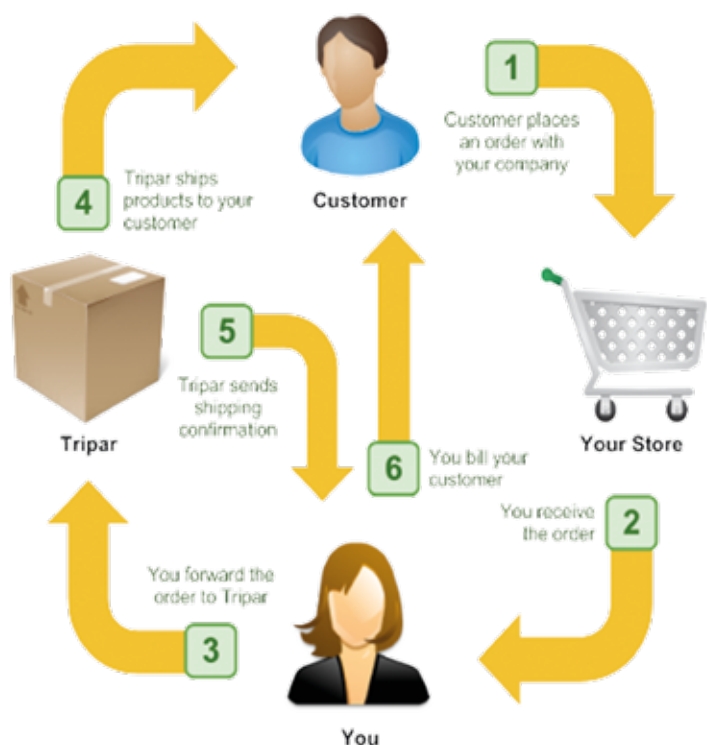 1
Customer places
an order with
your company
Customer
4
Tripar ships
products to your
customer
5
Tripar sends
shipping
confirmation
Tripar
6
You bill your
customer
Your Store
2
You receive
the order
You forward the
order to Tripar
3
You